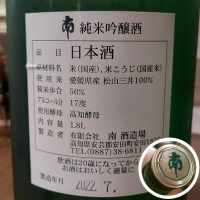 南 純米吟醸酒
品目 日本酒
原材料名 米(国産)、米こうじ(国産米)
使用米 愛媛県産 松山三井100%
精米歩合 50%
アルコール分 17度
使用酵母 高知酵母
内容量 1.8L
製造者 有限会社 南 酒造場
高知県安芸郡安田町安田
TEL(0887)38-6811
飲酒は20歳になってから
お酒はおいしく適量に
製造年月 2022.7.
南